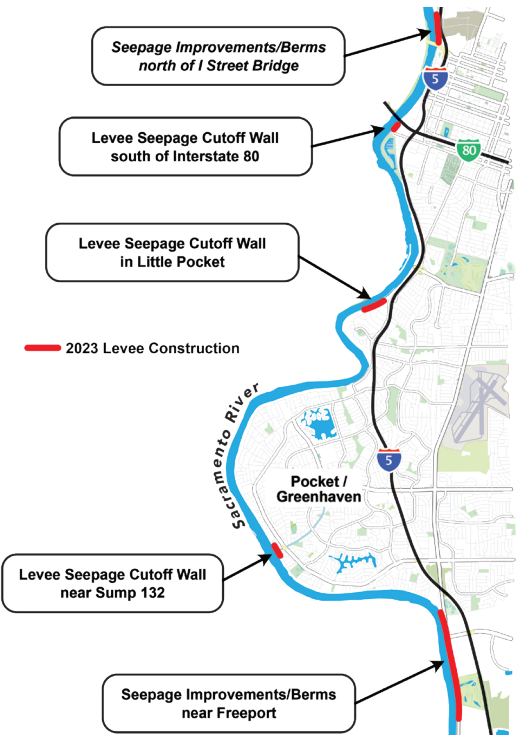 Seepage Improvements/Berms
north of I Street Bridge
5
Levee Seepage Cutoff Wall
south of Interstate 80
80
Levee Seepage Cutoff Wall
in Little Pocket
2023 Levee Construction
Sacramento River
5
Pocket /
Greenhaven
Levee Seepage Cutoff Wall
near Sump 132
Seepage Improvements/Berms
near Freeport